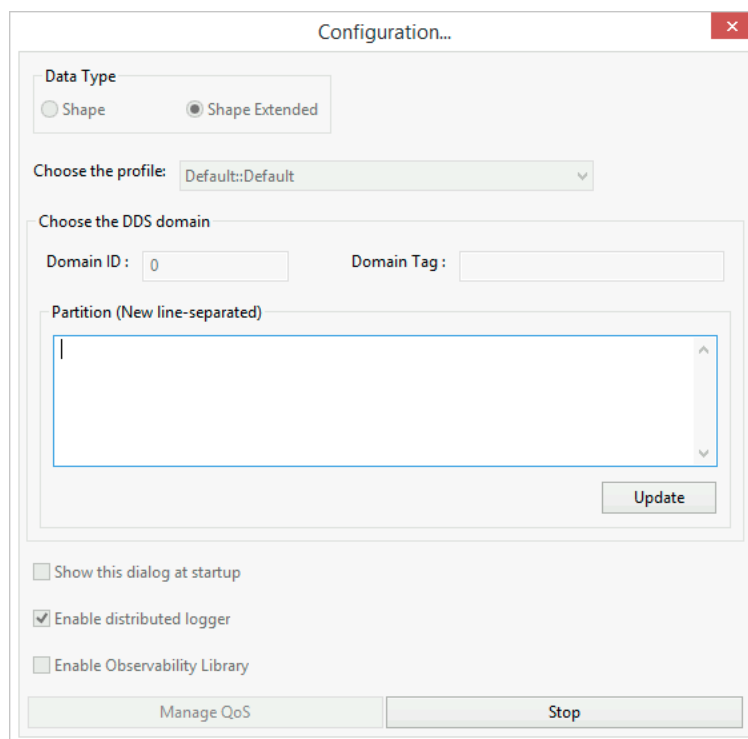 Configuration...
Data Type
Shape
Shape Extended
Choose the profile:
Default::Default
Choose the DDS domain
Domain ID :
0
Domain Tag :
Partition (New line-separated)
Update
Show this dialog at startup
Enable distributed logger
Enable Observability Library
Manage QoS
Stop